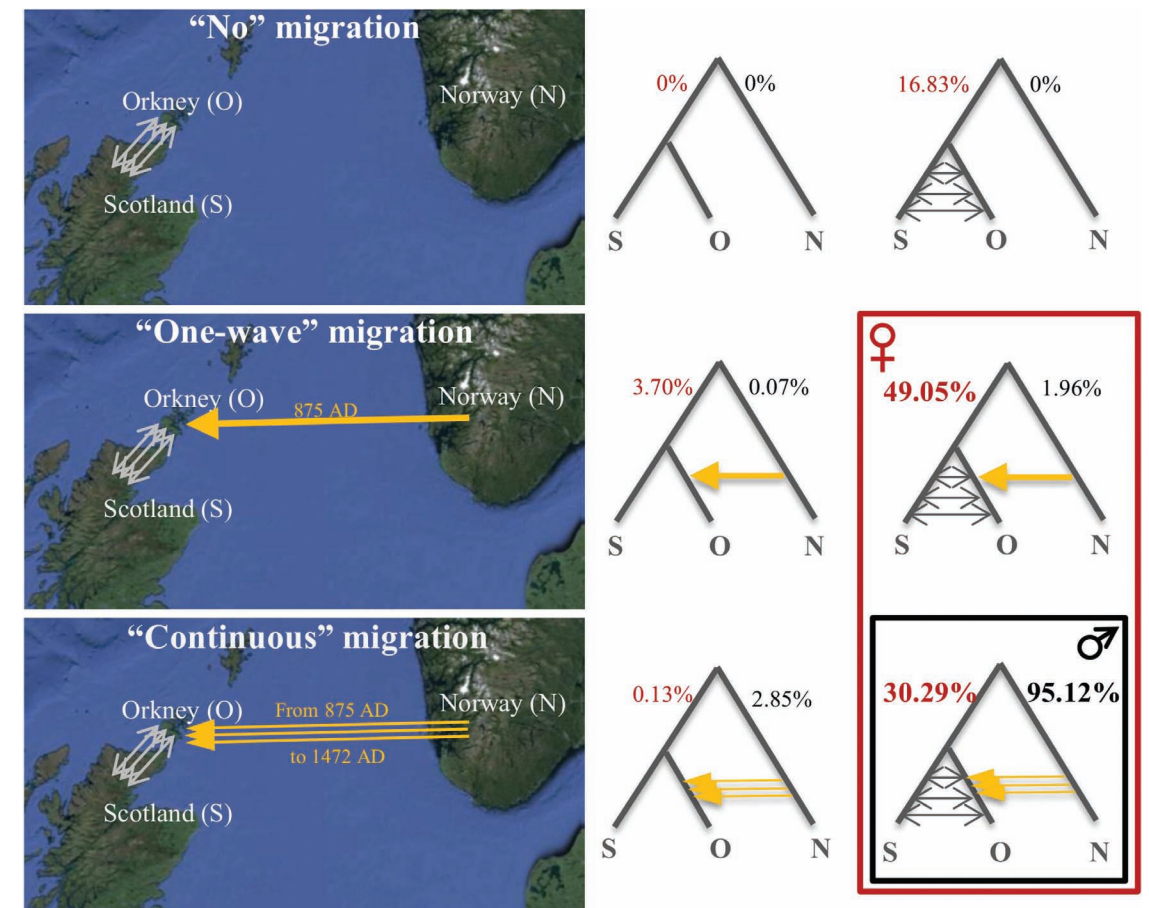 “No” migration
Orkney (O)
Norway (N)
Scotland (S)
0% 0%
S O N
16.83% 0%
S O N
“One-wave” migration
Orkney (O)
875 AD
Norway (N)
Scotland (S)
3.70% 0.07%
S O N
♀
49.05% 1.96%
S O N
“Continuous” migration
Orkney (O)
From 875 AD
to 1472 AD
Norway (N)
Scotland (S)
0.13% 2.85%
S O N
♂
30.29% 95.12%
S O N